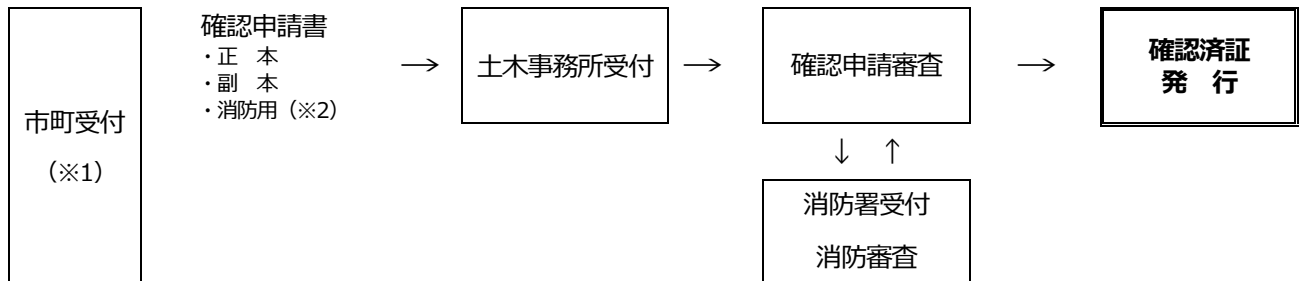 市町受付
（※1）
確認申請書
・正　本
・副　本
・消防用（※2）
→
土木事務所受付
→
確認申請審査
→
確認済証
発　行
↓　↑
消防署受付
消防審査